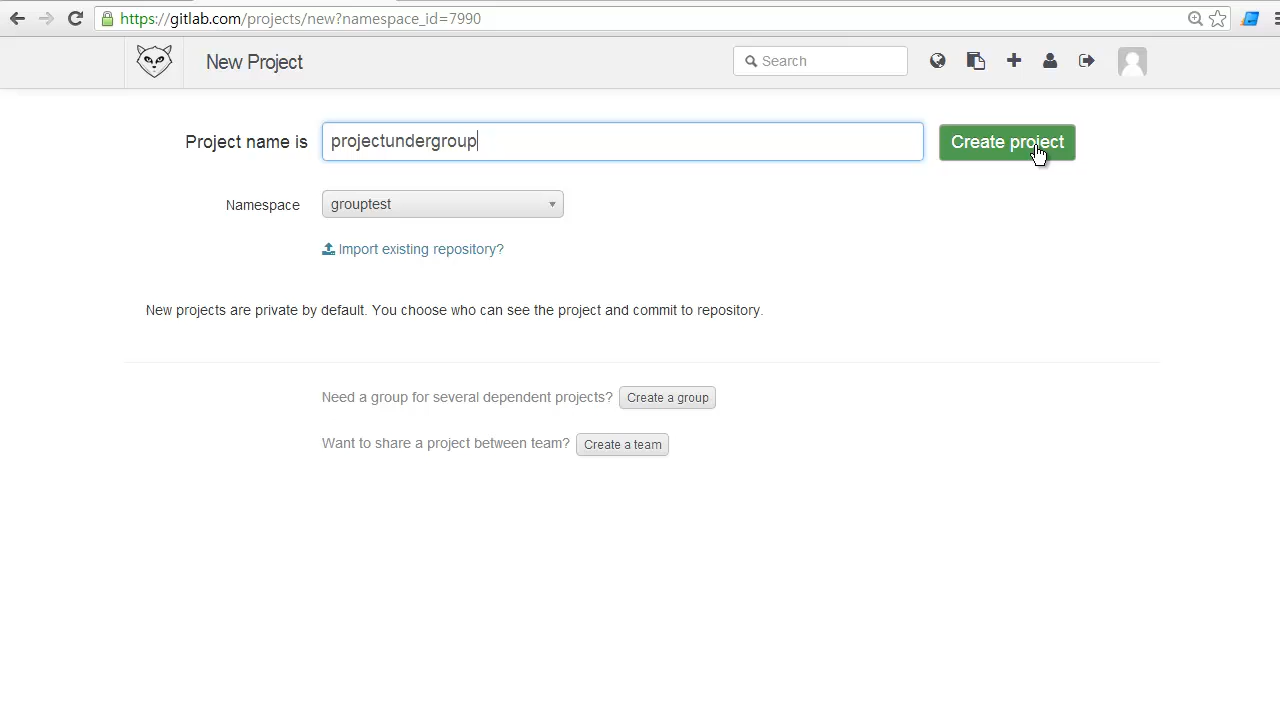 https://gitlab.com/projects/new?namespace_id=7990
New Project
Search
Project name is projectundergroup Create project
Namespace grouptest
Import existing repository?
New projects are private by default. You choose who can see the project and commit to repository.
Need a group for several dependent projects? Create a group
Want to share a project between team? Create a team